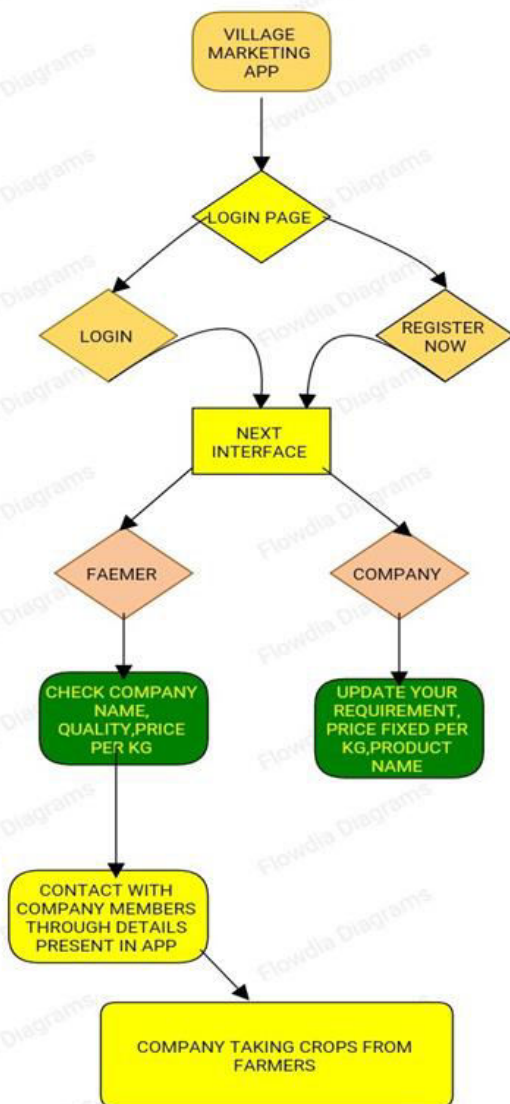 VILLAGE
MARKETING
APP
LOGIN PAGE
LOGIN
REGISTER
NOW
NEXT
INTERFACE
FAEMER
COMPANY
CHECK COMPANY
NAME,
QUALITY,PRICE
PER KG
UPDATE YOUR
REQUIREMENT,
PRICE FIXED PER
KG,PRODUCT
NAME
CONTACT WITH
COMPANY MEMBERS
THROUGH DETAILS
PRESENT IN APP
COMPANY TAKING CROPS FROM
FARMERS
Flowdia Diagrams